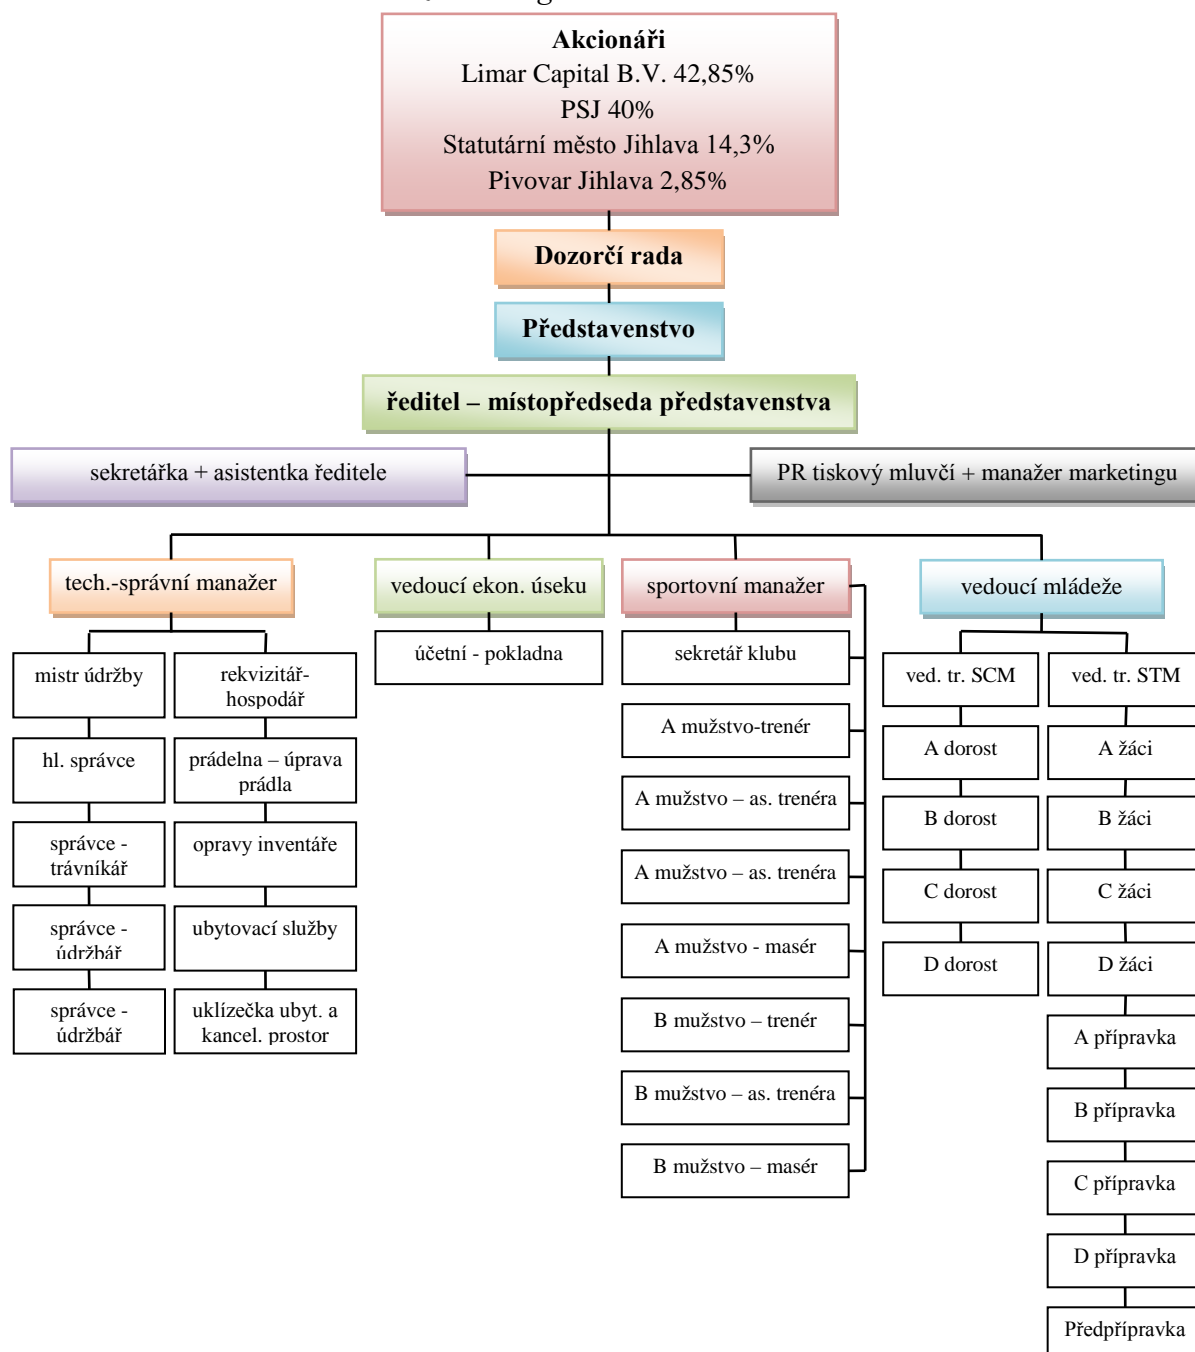 Akcionáři
Limar Capital B.V. 42,85%
PSJ 40%
Statutární město Jihlava 14,3%
Pivovar Jihlava 2,85%
Dozorčí rada
Představenstvo
ředitel – místopředseda představenstva
sekretářka + asistentka ředitele
PR tiskový mluvčí + manažer marketingu
tech.-správní manažer
vedoucí ekon. úseku
sportovní manažer
vedoucí mládeže
mistr údržby
hl. správce
správce -
trávníkář
správce -
údržbář
správce -
údržbář
rekvizitář-
hospodář
prádelna – úprava
prádla
opravy inventáře
ubytovací služby
uklízečka ubyt. a
kancel. prostor
účetní - pokladna
sekretář klubu
A mužstvo-trenér
A mužstvo – as. trenéra
A mužstvo – as. trenéra
A mužstvo - masér
B mužstvo – trenér
B mužstvo – as. trenéra
B mužstvo – masér
ved. tr. SCM
A dorost
B dorost
C dorost
D dorost
ved. tr. STM
A žáci
B žáci
C žáci
D žáci
A přípravka
B přípravka
C přípravka
D přípravka
Předpřípravka